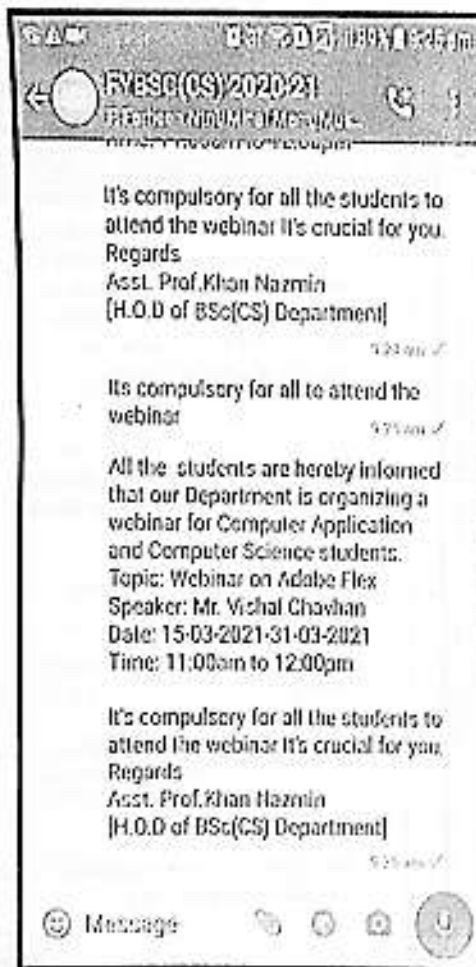 FYBSC(CS) 2020-21
It's compulsory for all the students to
attend the webinar It's crucial for you.
Regards
Asst. Prof.Khan Nazmin
[H.O.D of BSc(CS) Department]
Its compulsory for all to attend the
webinar
All the students are hereby informed
that our Department is organizing a
webinar for Computer Application
and Computer Science students.
Topic: Webinar on Adobe Flex
Speaker: Mr. Vishal Chavhan
Date: 15-03-2021-31-03-2021
Time: 11:00am to 12:00pm
It's compulsory for all the students to
attend the webinar It's crucial for you.
Regards
Asst. Prof.Khan Nazmin
[H.O.D of BSc(CS) Department]
Message